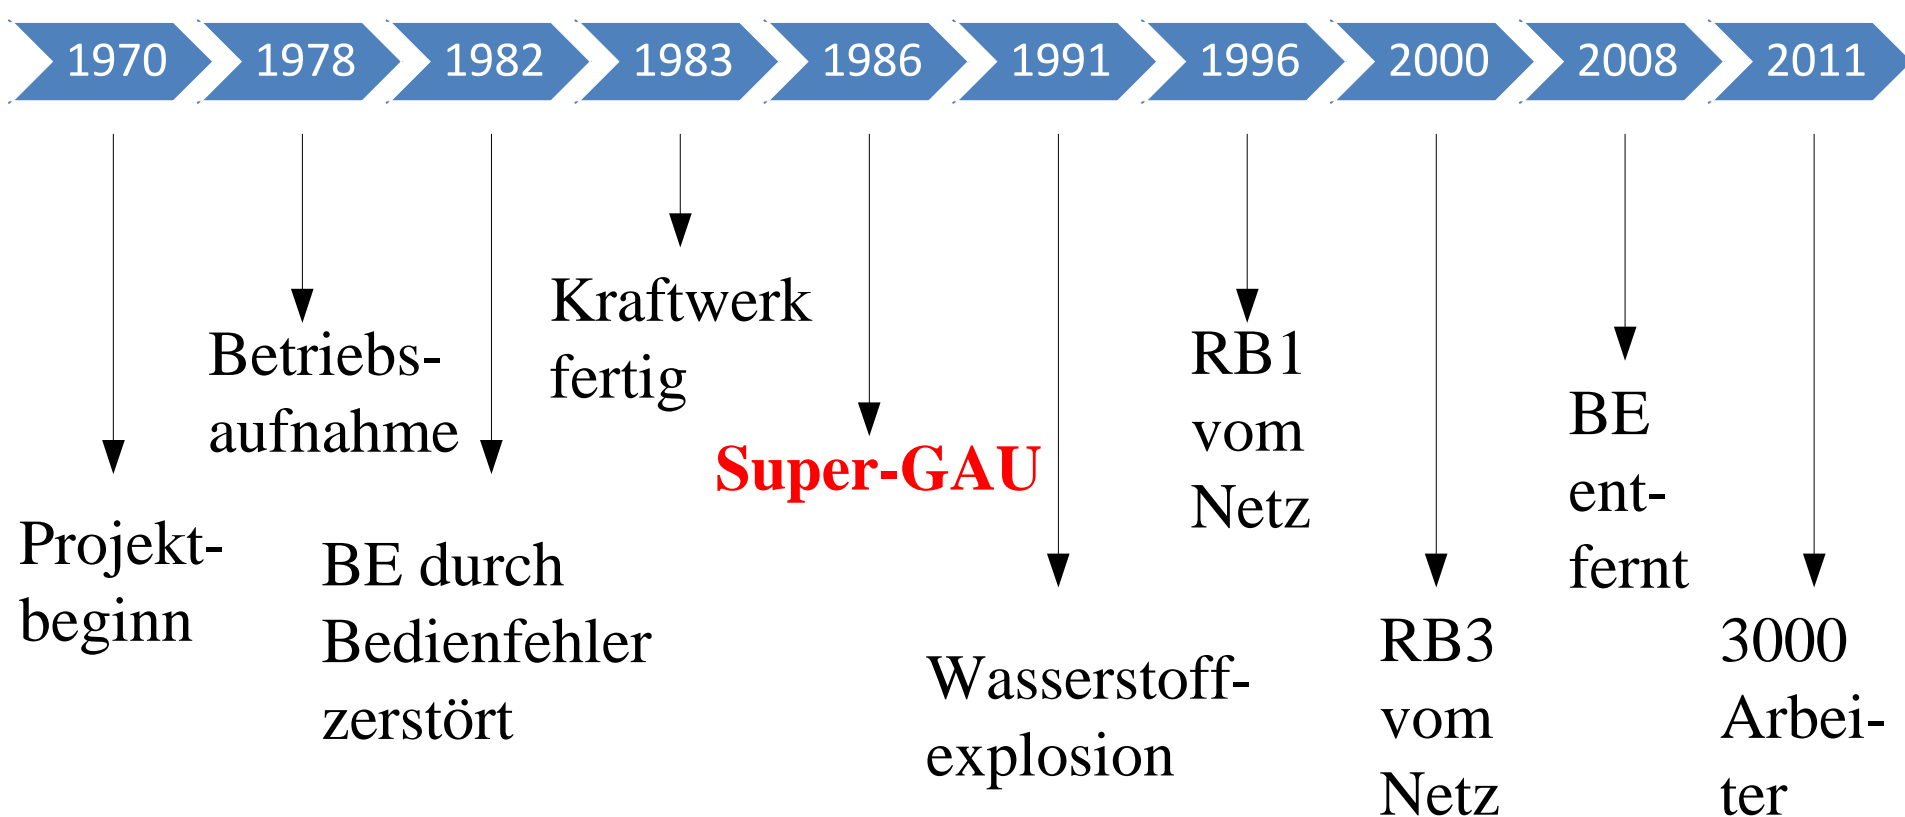 1970
1978
1982
1983
1986
1991
1996
2000
2008
2011
Projekt-
beginn
Betriebs-
aufnahme
BE durch
Bedienfehler
zerstört
Kraftwerk
fertig
Super-GAU
Wasserstoff-
explosion
RB1
vom
Netz
RB3
vom
Netz
BE
ent-
fernt
3000
Arbei-
ter